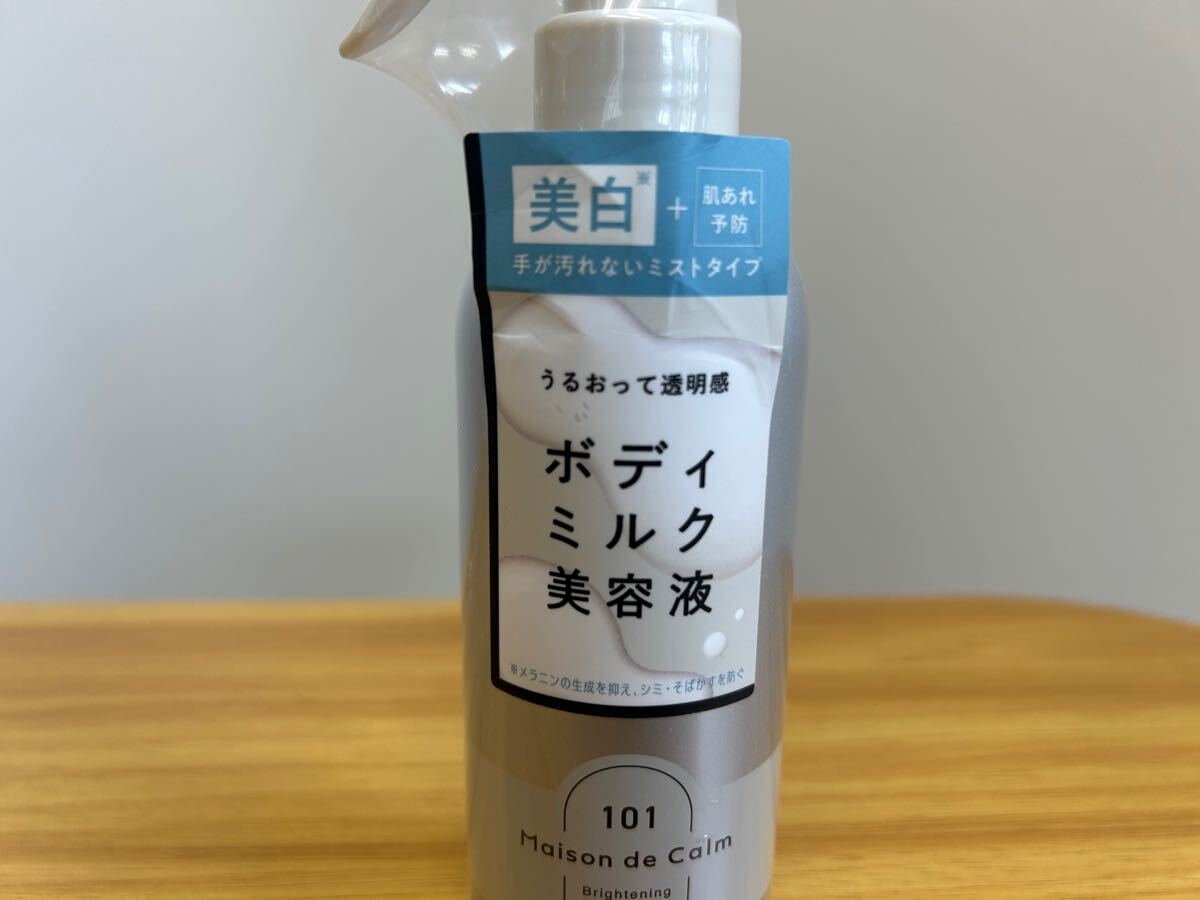 美白※ + 肌あれ
予防
手が汚れないミストタイプ
うるおって透明感
ボディ
ミルク
美容液
※メラニンの生成を抑え、シミ・そばかすを防ぐ
101
Maison de Calm
Brightening